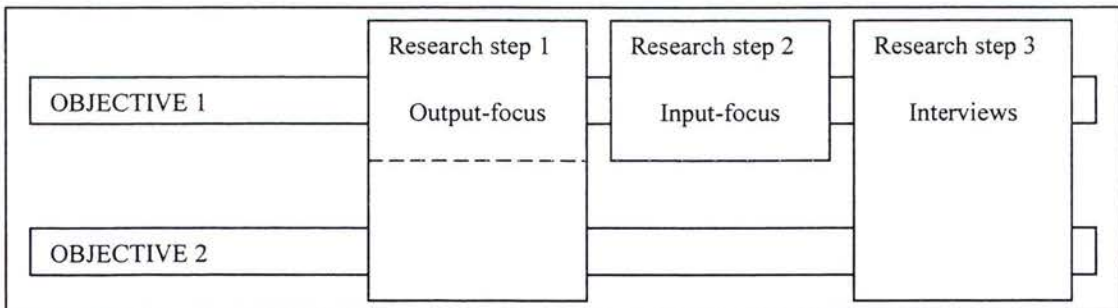 Research step 1
Research step 2
Research step 3
OBJECTIVE 1
Output-focus
Input-focus
Interviews
OBJECTIVE 2